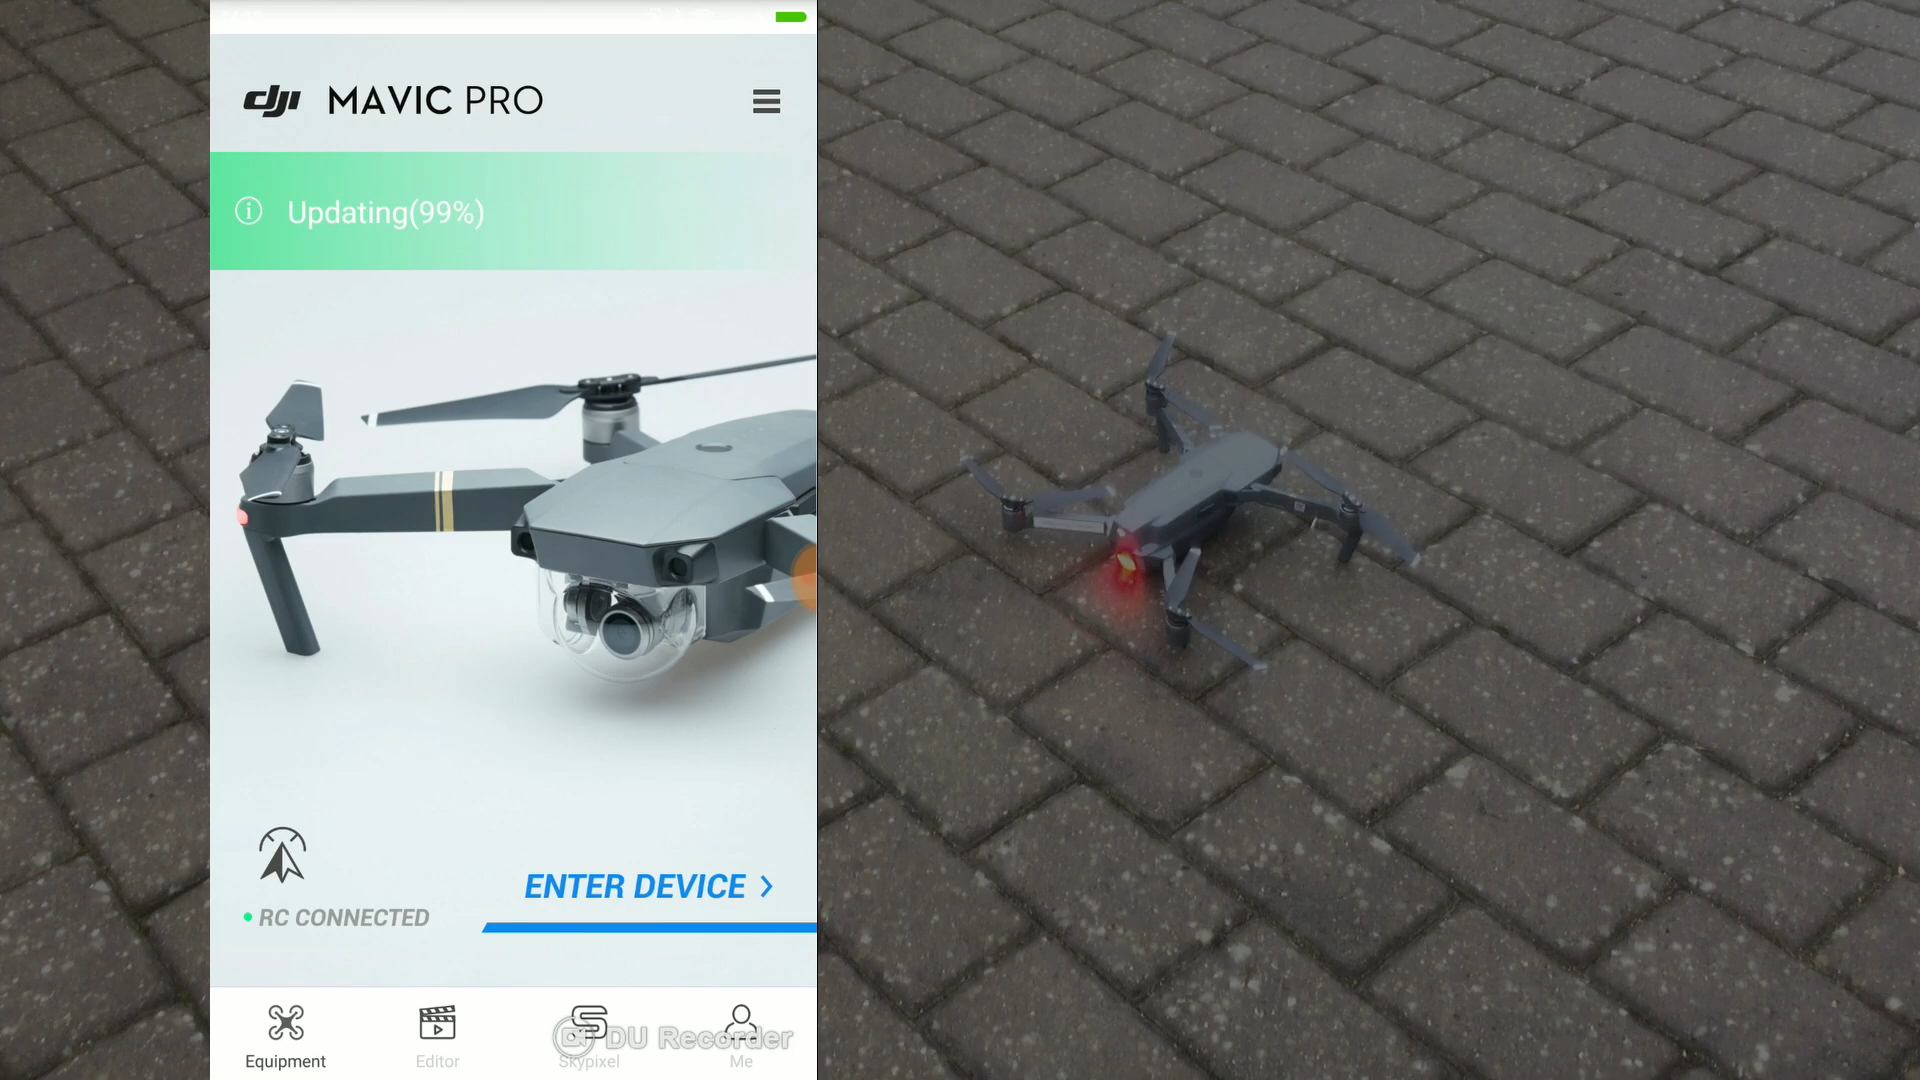 dji MAVIC PRO
Updating(99%)
ENTER DEVICE
RC CONNECTED
DU Recorder
Equipment
Editor
Skypixel
Me